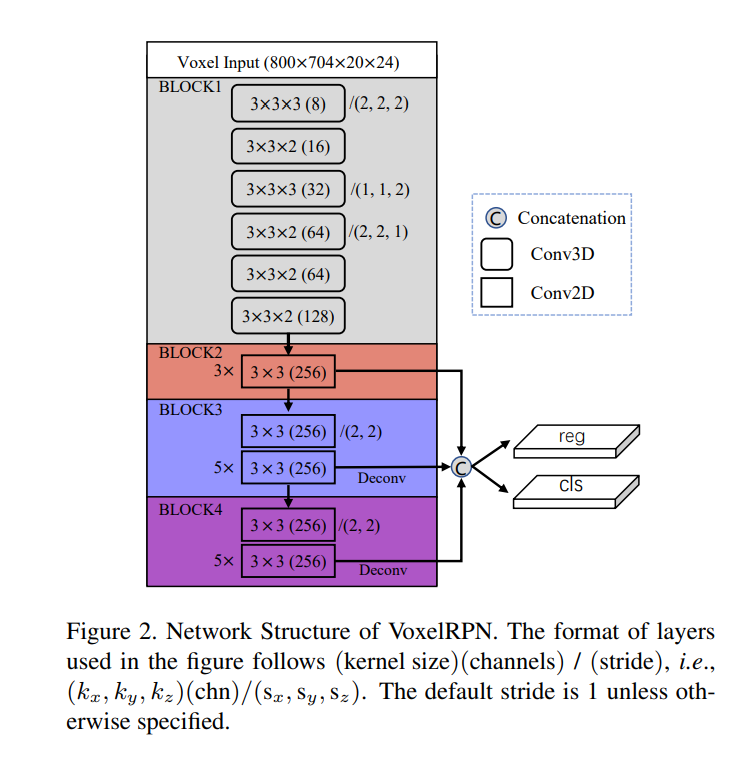 Voxel Input (800×704×20×24)
BLOCK1
3×3×3 (8) /(2, 2, 2)
3×3×2 (16)
3×3×3 (32) /(1, 1, 2)
3×3×2 (64) /(2, 2, 1)
3×3×2 (64)
3×3×2 (128)
BLOCK2
3× 3×3 (256)
BLOCK3
3×3 (256) /(2, 2)
5× 3×3 (256) Deconv
BLOCK4
3×3 (256) /(2, 2)
5× 3×3 (256) Deconv
C
reg
cls
C Concatenation
Conv3D
Conv2D
Figure 2. Network Structure of VoxelRPN. The format of layers
used in the figure follows (kernel size)(channels) / (stride), i.e.,
(kₓ, kᵧ, k_z)(chn)/(sₓ, sᵧ, s_z). The default stride is 1 unless oth-
erwise specified.